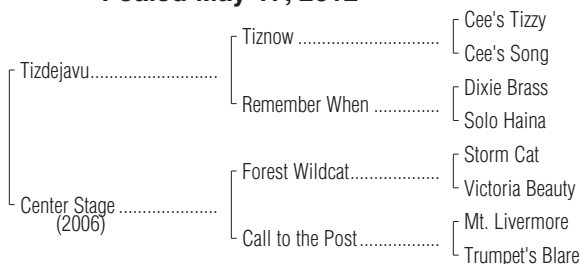 Cee's Tizzy
Tiznow
Cee's Song
Tizdejavu
Dixie Brass
Remember When
Solo Haina
Storm Cat
Forest Wildcat
Victoria Beauty
Center Stage
(2006)
Mt. Livermore
Call to the Post
Trumpet's Blare